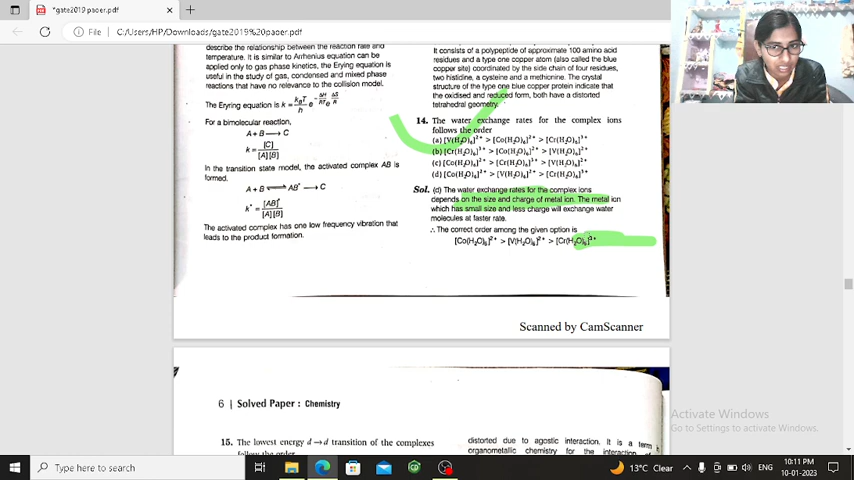 *gate2019 paoer.pdf
File
C:/Users/HP/Downloads/gate2019%20paoer.pdf
describe the relationship between the reaction rate and
temperature. It is similar to Arrhenius equation can be
applied only to gas phase kinetics, the Erying equation is
useful in the study of gas, condensed and mixed phase
reactions that have no relevance to the collision model.
The Eryring equation is k = k_BT/h e^(-ΔH/RT) e^(ΔS/R)
For a bimolecular reaction,
A + B ⟶ C
k = [C]/[A][B]
In the transition state model, the activated complex AB is
formed.
A + B ⇌ AB* ⟶ C
k* = [AB]*/[A][B]
The activated complex has one low frequency vibration that
leads to the product formation.
It consists of a polypeptide of approximate 100 amino acid
residues and a type one copper atom (also called the blue
copper site) coordinated by the side chain of four residues,
two histidine, a cysteine and a methionine. The crystal
structure of the type one blue copper protein indicate that
the oxidised and reduced form, both have a distorted
tetrahedral geometry.
14. The water exchange rates for the complex ions
follows the order
(a) [V(H₂O)₆]²⁺ > [Co(H₂O)₆]²⁺ > [Cr(H₂O)₆]³⁺
(b) [Cr(H₂O)₆]³⁺ > [Co(H₂O)₆]²⁺ > [V(H₂O)₆]²⁺
(c) [Co(H₂O)₆]²⁺ > [Cr(H₂O)₆]³⁺ > [V(H₂O)₆]²⁺
(d) [Co(H₂O)₆]²⁺ > [V(H₂O)₆]²⁺ > [Cr(H₂O)₆]³⁺
Sol. (d) The water exchange rates for the complex ions
depends on the size and charge of metal ion. The metal ion
which has small size and less charge will exchange water
molecules at faster rate.
∴ The correct order among the given option is
[Co(H₂O)₆]²⁺ > [V(H₂O)₆]²⁺ > [Cr(H₂O)₆]³⁺
Scanned by CamScanner
6 | Solved Paper : Chemistry
15. The lowest energy d → d transition of the complexes
follow the order
distorted due to agostic interaction. It is a term
organometallic chemistry for the interaction of
Activate Windows
Go to Settings to activate Windows.
Type here to search
13°C Clear
ENG
10:11 PM
10-01-2023